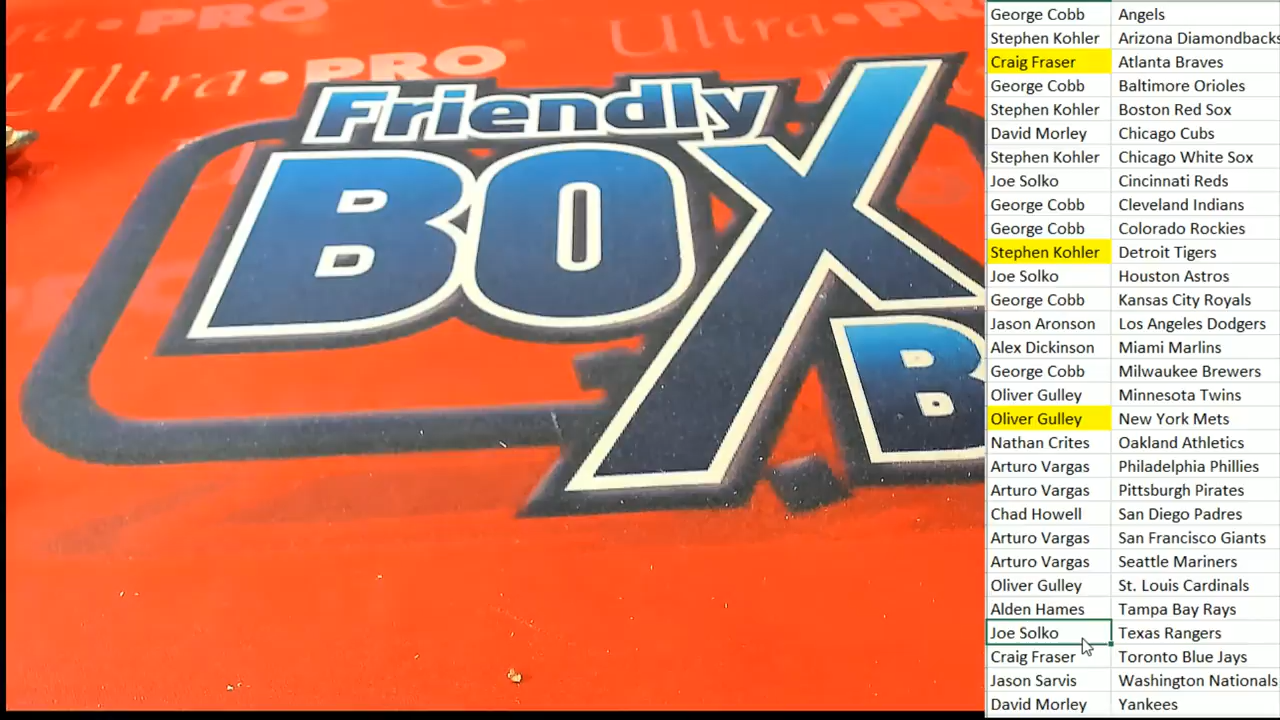 Ultra PRO
Ultra PRO
Friendly
BOX
B
George Cobb Angels
Stephen Kohler Arizona Diamondbacks
Craig Fraser Atlanta Braves
George Cobb Baltimore Orioles
Stephen Kohler Boston Red Sox
David Morley Chicago Cubs
Stephen Kohler Chicago White Sox
Joe Solko Cincinnati Reds
George Cobb Cleveland Indians
George Cobb Colorado Rockies
Stephen Kohler Detroit Tigers
Joe Solko Houston Astros
George Cobb Kansas City Royals
Jason Aronson Los Angeles Dodgers
Alex Dickinson Miami Marlins
George Cobb Milwaukee Brewers
Oliver Gulley Minnesota Twins
Oliver Gulley New York Mets
Nathan Crites Oakland Athletics
Arturo Vargas Philadelphia Phillies
Arturo Vargas Pittsburgh Pirates
Chad Howell San Diego Padres
Arturo Vargas San Francisco Giants
Arturo Vargas Seattle Mariners
Oliver Gulley St. Louis Cardinals
Alden Hames Tampa Bay Rays
Joe Solko Texas Rangers
Craig Fraser Toronto Blue Jays
Jason Sarvis Washington Nationals
David Morley Yankees